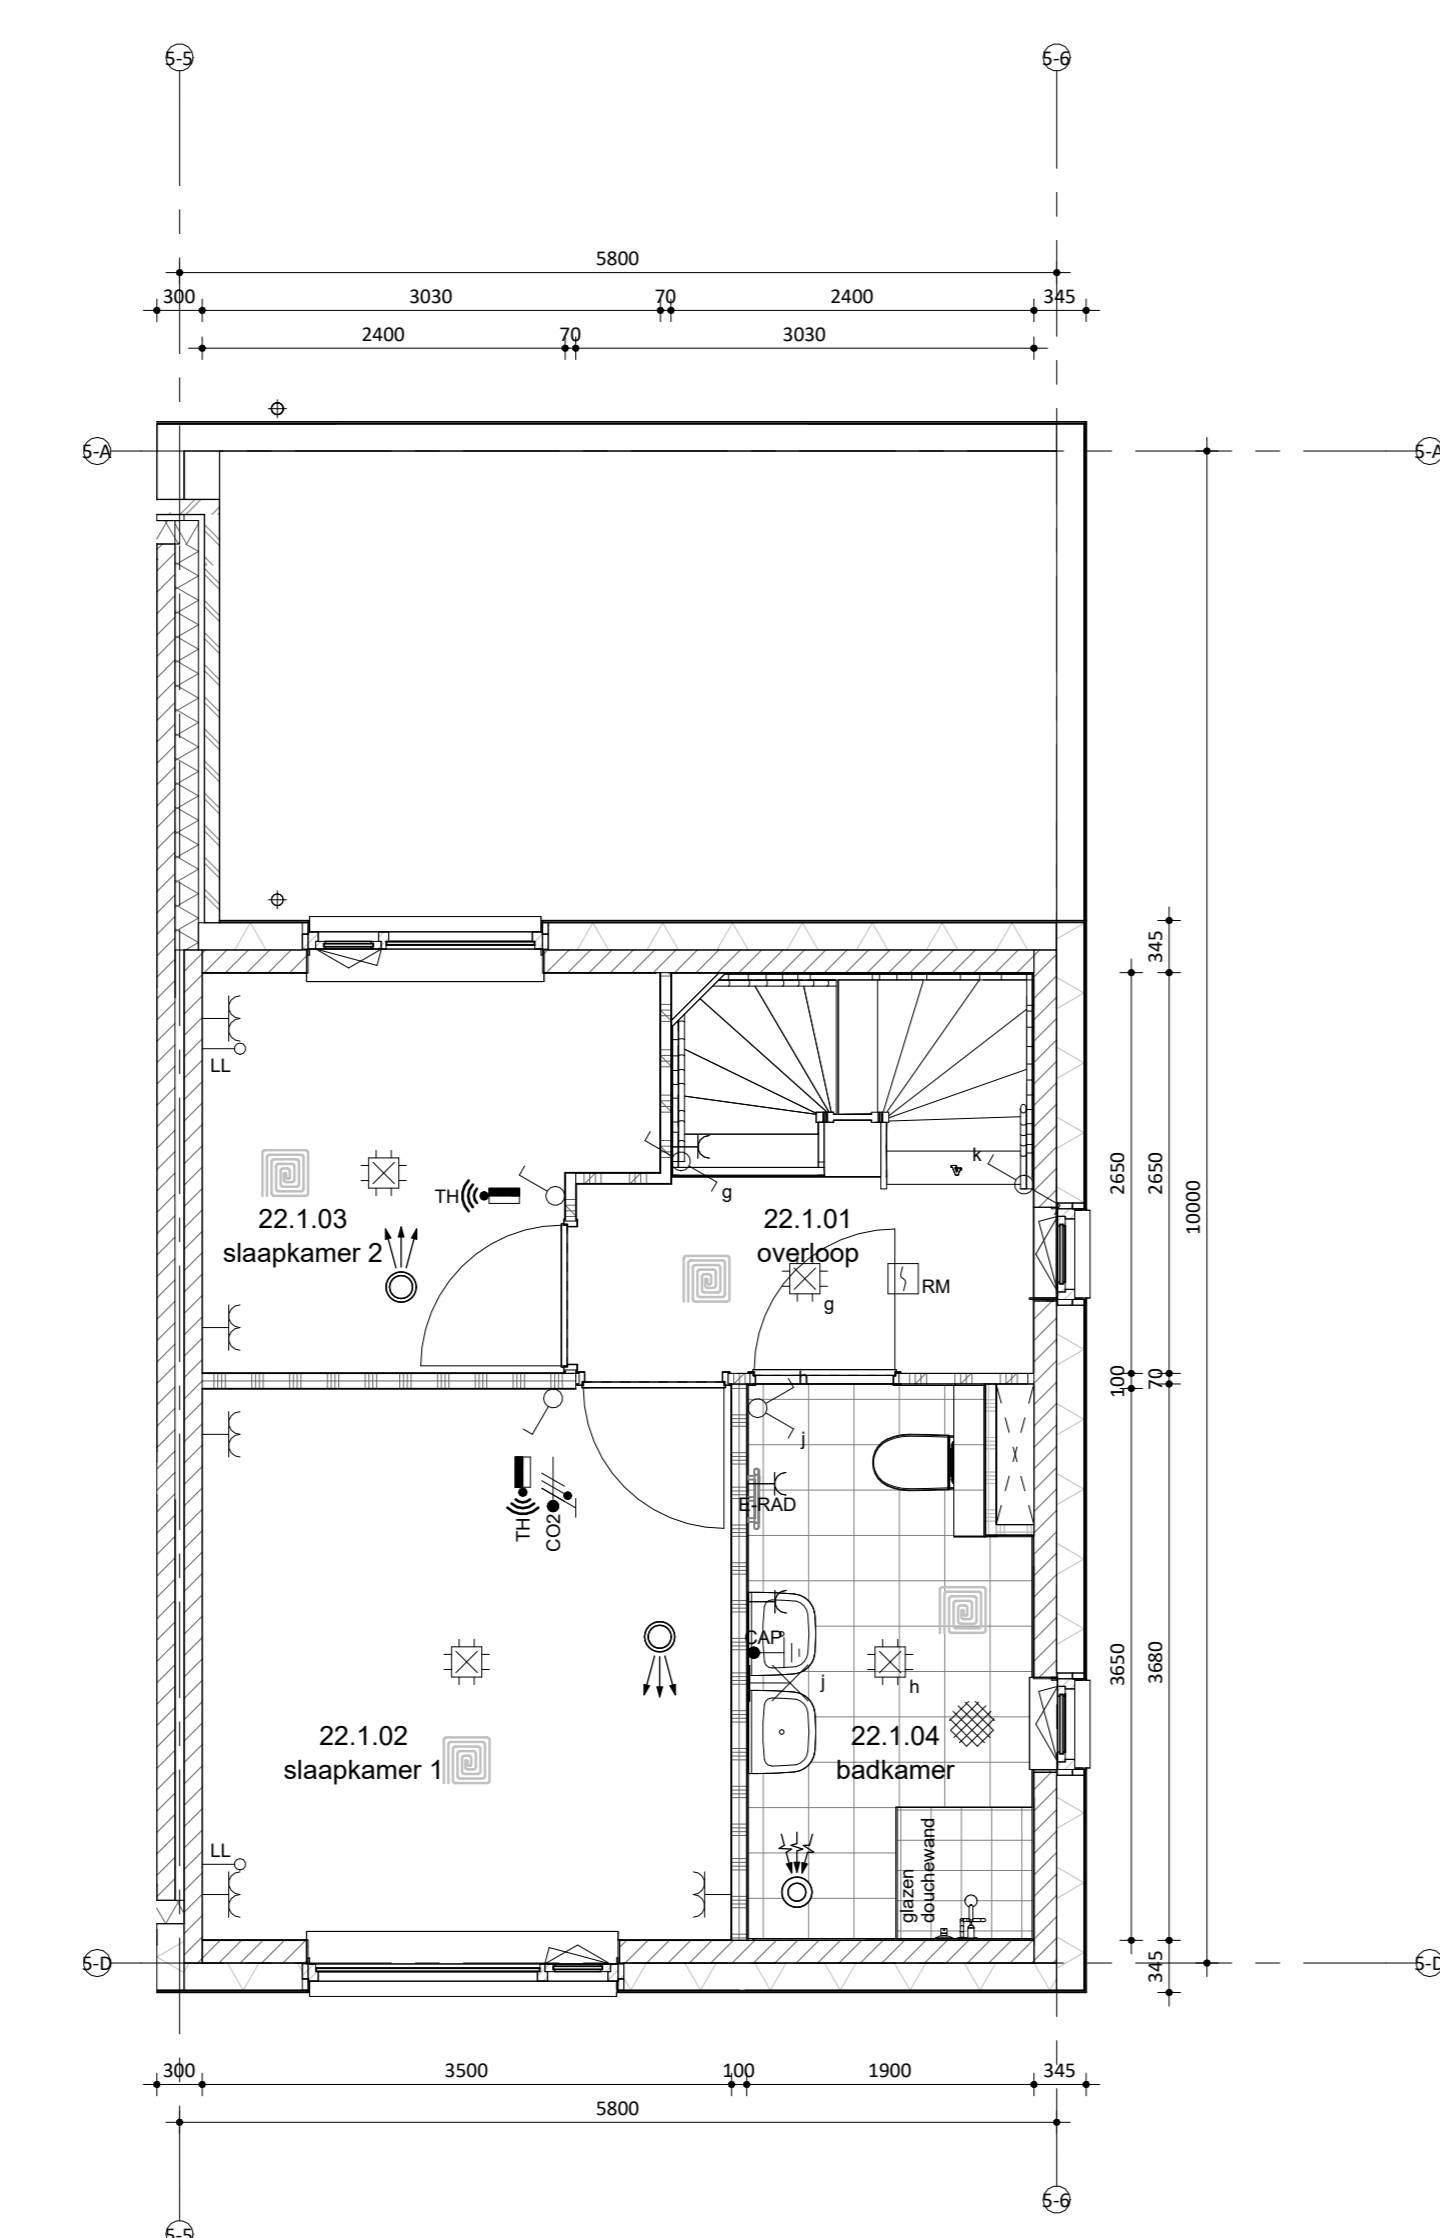 5-5
5-6
5800
300
3030
70
2400
345
2400
70
3030
5-A
5-A
345
LL
k
2650
2650
10000
TH
g
22.1.03
slaapkamer 2
22.1.01
overloop
g
RM
100
70
j
E-RAD
TH
CO2
CAP
j
h
3650
3680
22.1.02
slaapkamer 1
22.1.04
badkamer
LL
glazen
douchewand
5-D
5-D
345
300
3500
100
1900
345
5800
5-6
5-5